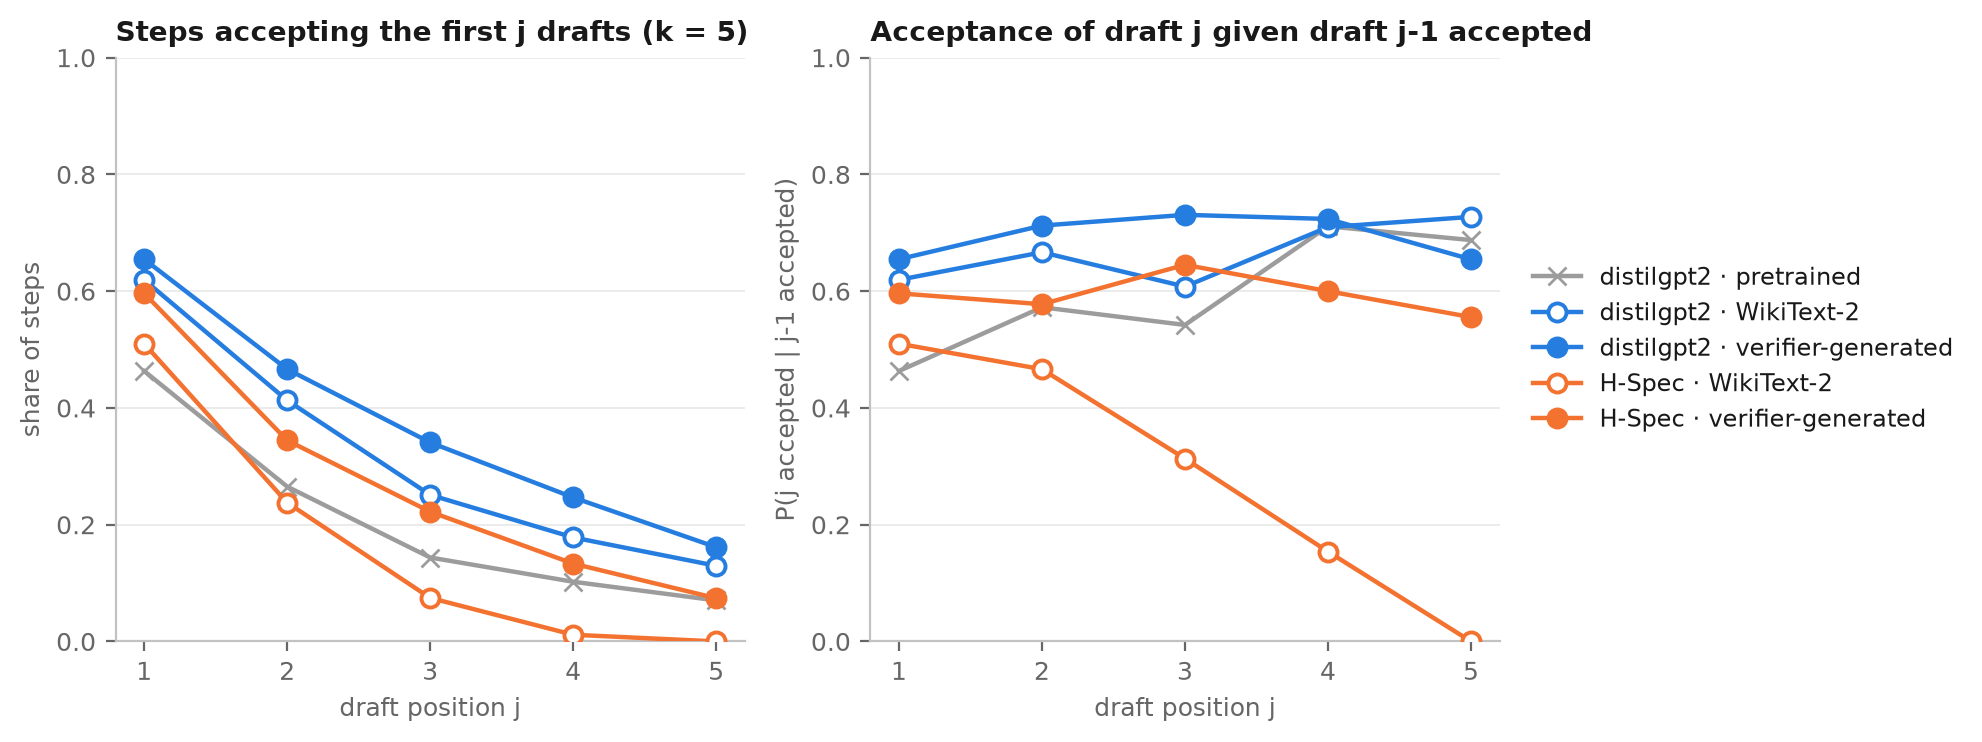 Steps accepting the first j drafts (k = 5)
1.0
0.8
0.6
0.4
0.2
0.0
share of steps
1 2 3 4 5
draft position j
Acceptance of draft j given draft j-1 accepted
1.0
0.8
0.6
0.4
0.2
0.0
P(j accepted | j-1 accepted)
1 2 3 4 5
draft position j
distilgpt2 · pretrained
distilgpt2 · WikiText-2
distilgpt2 · verifier-generated
H-Spec · WikiText-2
H-Spec · verifier-generated